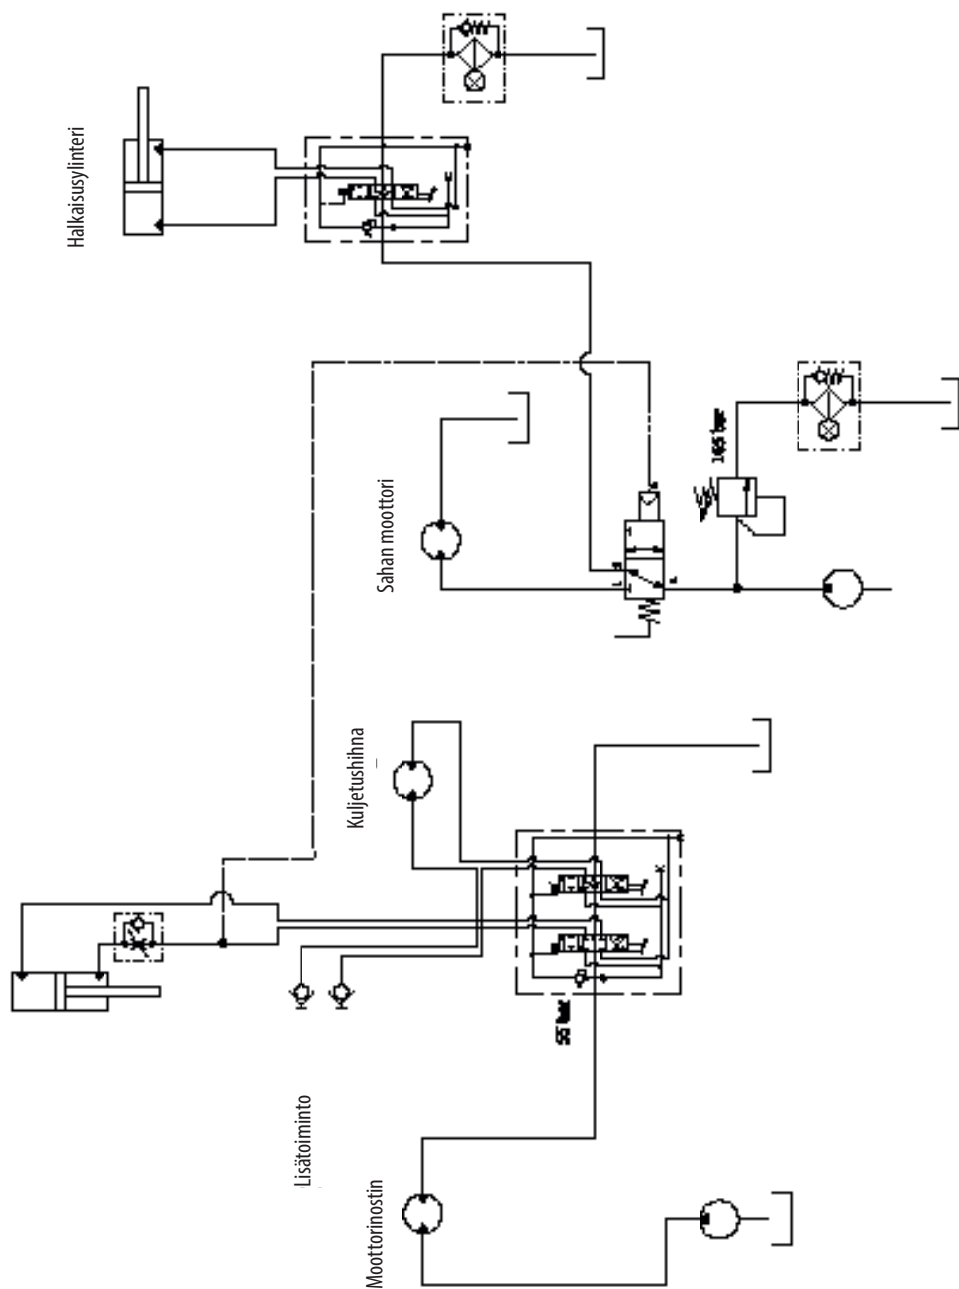 Halkaisusylinteri
165 bar
Sahan moottori
Kuljetushihna
55 bar
Lisätoiminto
Moottorinostin